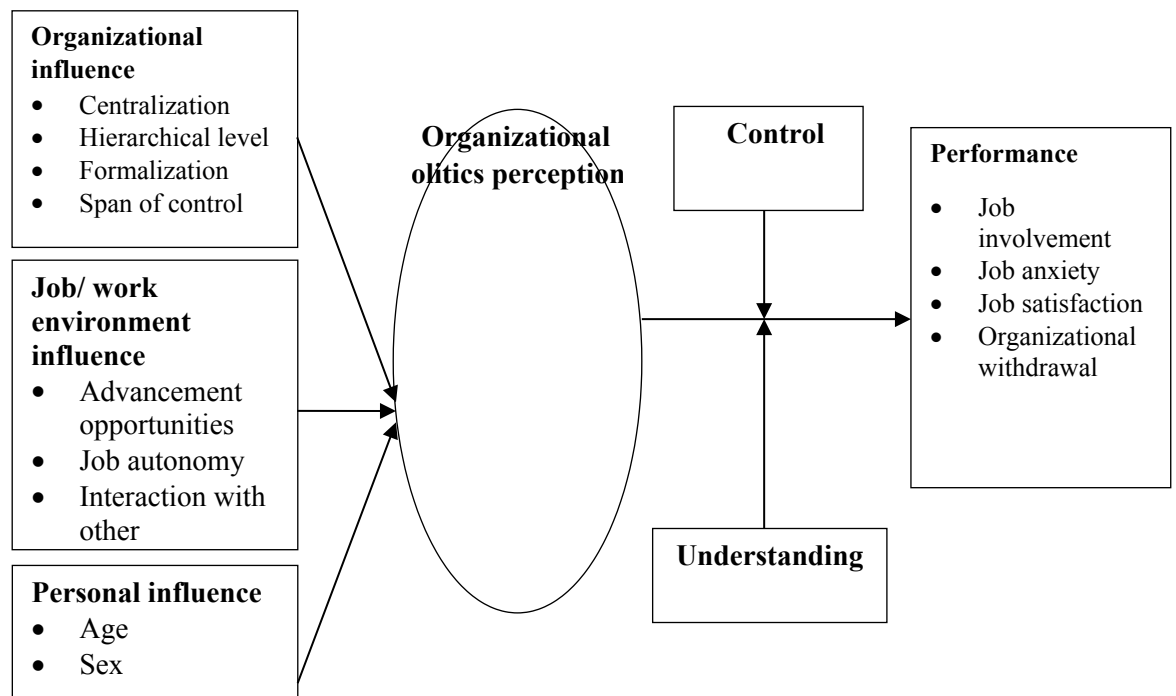 Organizational
influence
• Centralization
• Hierarchical level
• Formalization
• Span of control
Job/ work
environment
influence
• Advancement
opportunities
• Job autonomy
• Interaction with
other
Personal influence
• Age
• Sex
Organizational
olitics perception
Control
Understanding
Performance
• Job
involvement
• Job anxiety
• Job satisfaction
• Organizational
withdrawal